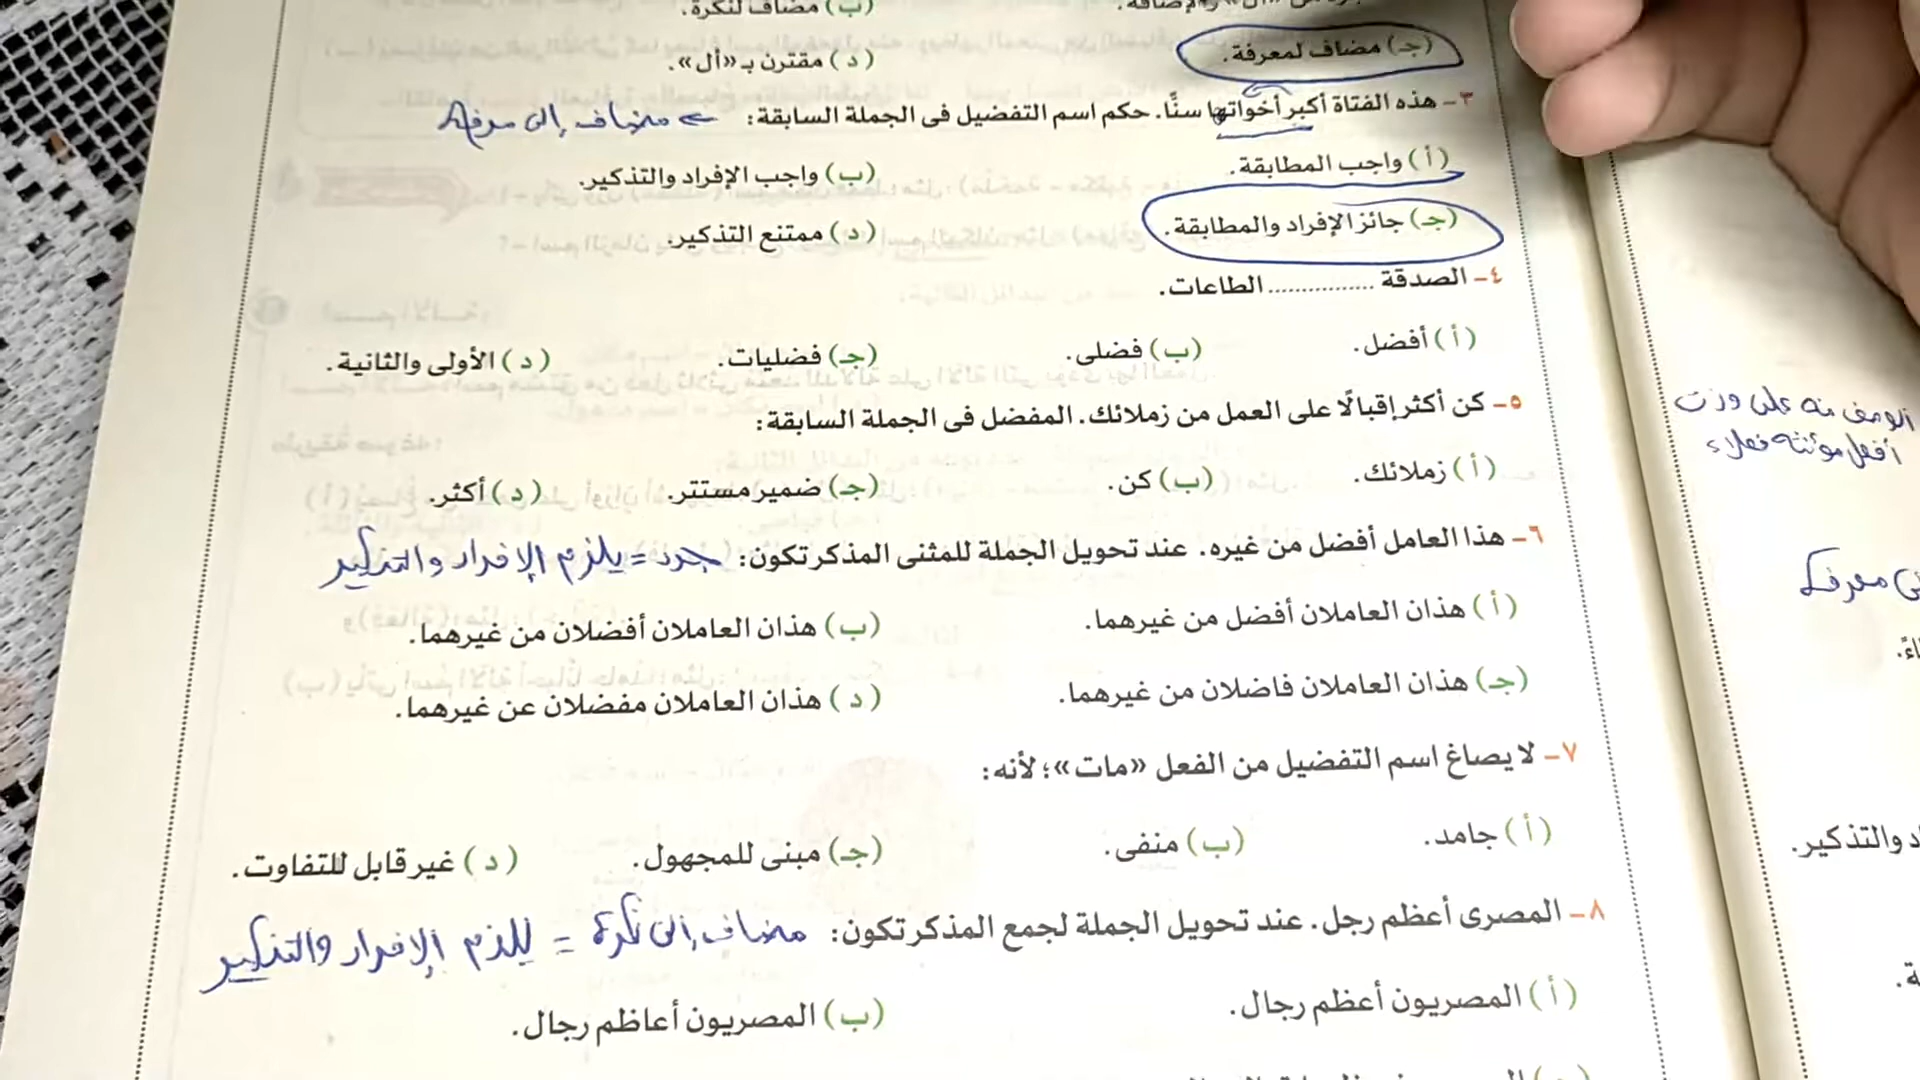 (ب) مضاف لنكرة.
(جـ) مضاف لمعرفة.
(د) مقترن بـ«أل».
٣- هذه الفتاة أكبر أخواتها سنًّا. حكم اسم التفضيل فى الجملة السابقة: ← مضاف إلى معرفة
(أ) واجب المطابقة.
(ب) واجب الإفراد والتذكير.
(جـ) جائز الإفراد والمطابقة.
(د) ممتنع التذكير.
٤- الصدقة ............... الطاعات.
(أ) أفضل.
(ب) فضلى.
(جـ) فضليات.
(د) الأولى والثانية.
٥- كن أكثر إقبالًا على العمل من زملائك. المفضل فى الجملة السابقة:
(أ) زملائك.
(ب) كن.
(جـ) ضمير مستتر.
(د) أكثر.
٦- هذا العامل أفضل من غيره. عند تحويل الجملة للمثنى المذكر تكون: مجرد = يلزم الإفراد والتذكير
(أ) هذان العاملان أفضل من غيرهما.
(ب) هذان العاملان أفضلان من غيرهما.
(جـ) هذان العاملان فاضلان من غيرهما.
(د) هذان العاملان مفضلان عن غيرهما.
٧- لا يصاغ اسم التفضيل من الفعل «مات»؛ لأنه:
(أ) جامد.
(ب) منفى.
(جـ) مبنى للمجهول.
(د) غير قابل للتفاوت.
٨- المصرى أعظم رجل. عند تحويل الجملة لجمع المذكر تكون: مضاف إلى نكرة = يلزم الإفراد والتذكير
(أ) المصريون أعظم رجال.
(ب) المصريون أعاظم رجال.
الوصف منه على وزن
أفعل مؤنثه فعلاء
معرفة
والتذكير.